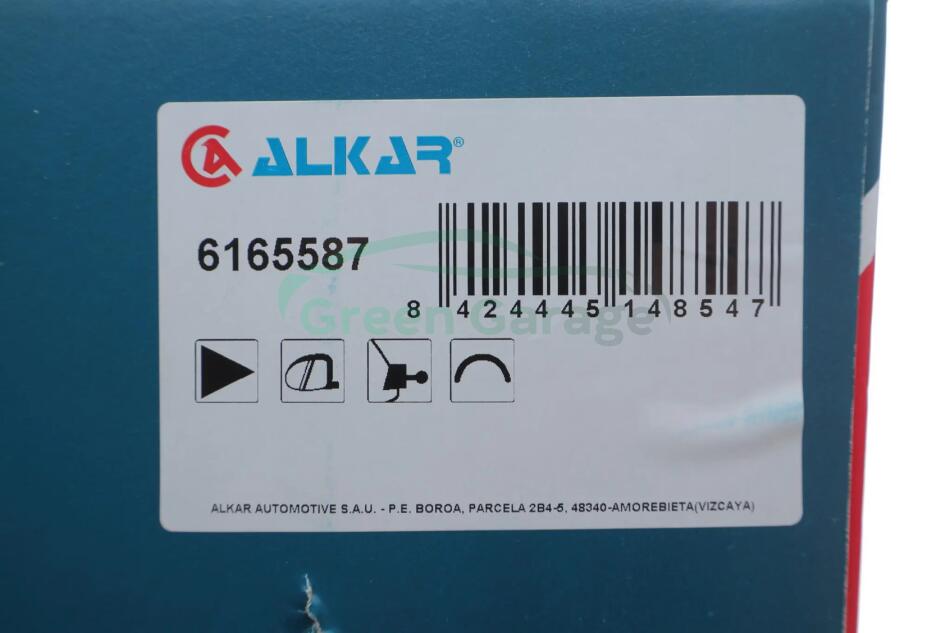 ALKAR®
6165587
8 424445 148547
Green Garage
ALKAR AUTOMOTIVE S.A.U. - P.E. BOROA, PARCELA 2B4-5, 48340-AMOREBIETA(VIZCAYA)